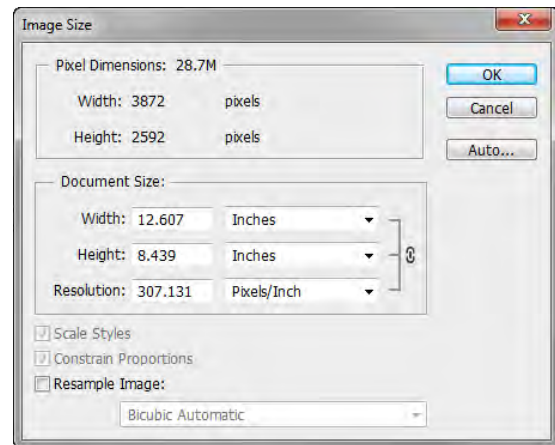 Image Size
Pixel Dimensions: 28.7M
OK
Width: 3872 pixels
Cancel
Height: 2592 pixels
Auto...
Document Size:
Width: 12.607 Inches
Height: 8.439 Inches
Resolution: 307.131 Pixels/Inch
Scale Styles
Constrain Proportions
Resample Image:
Bicubic Automatic